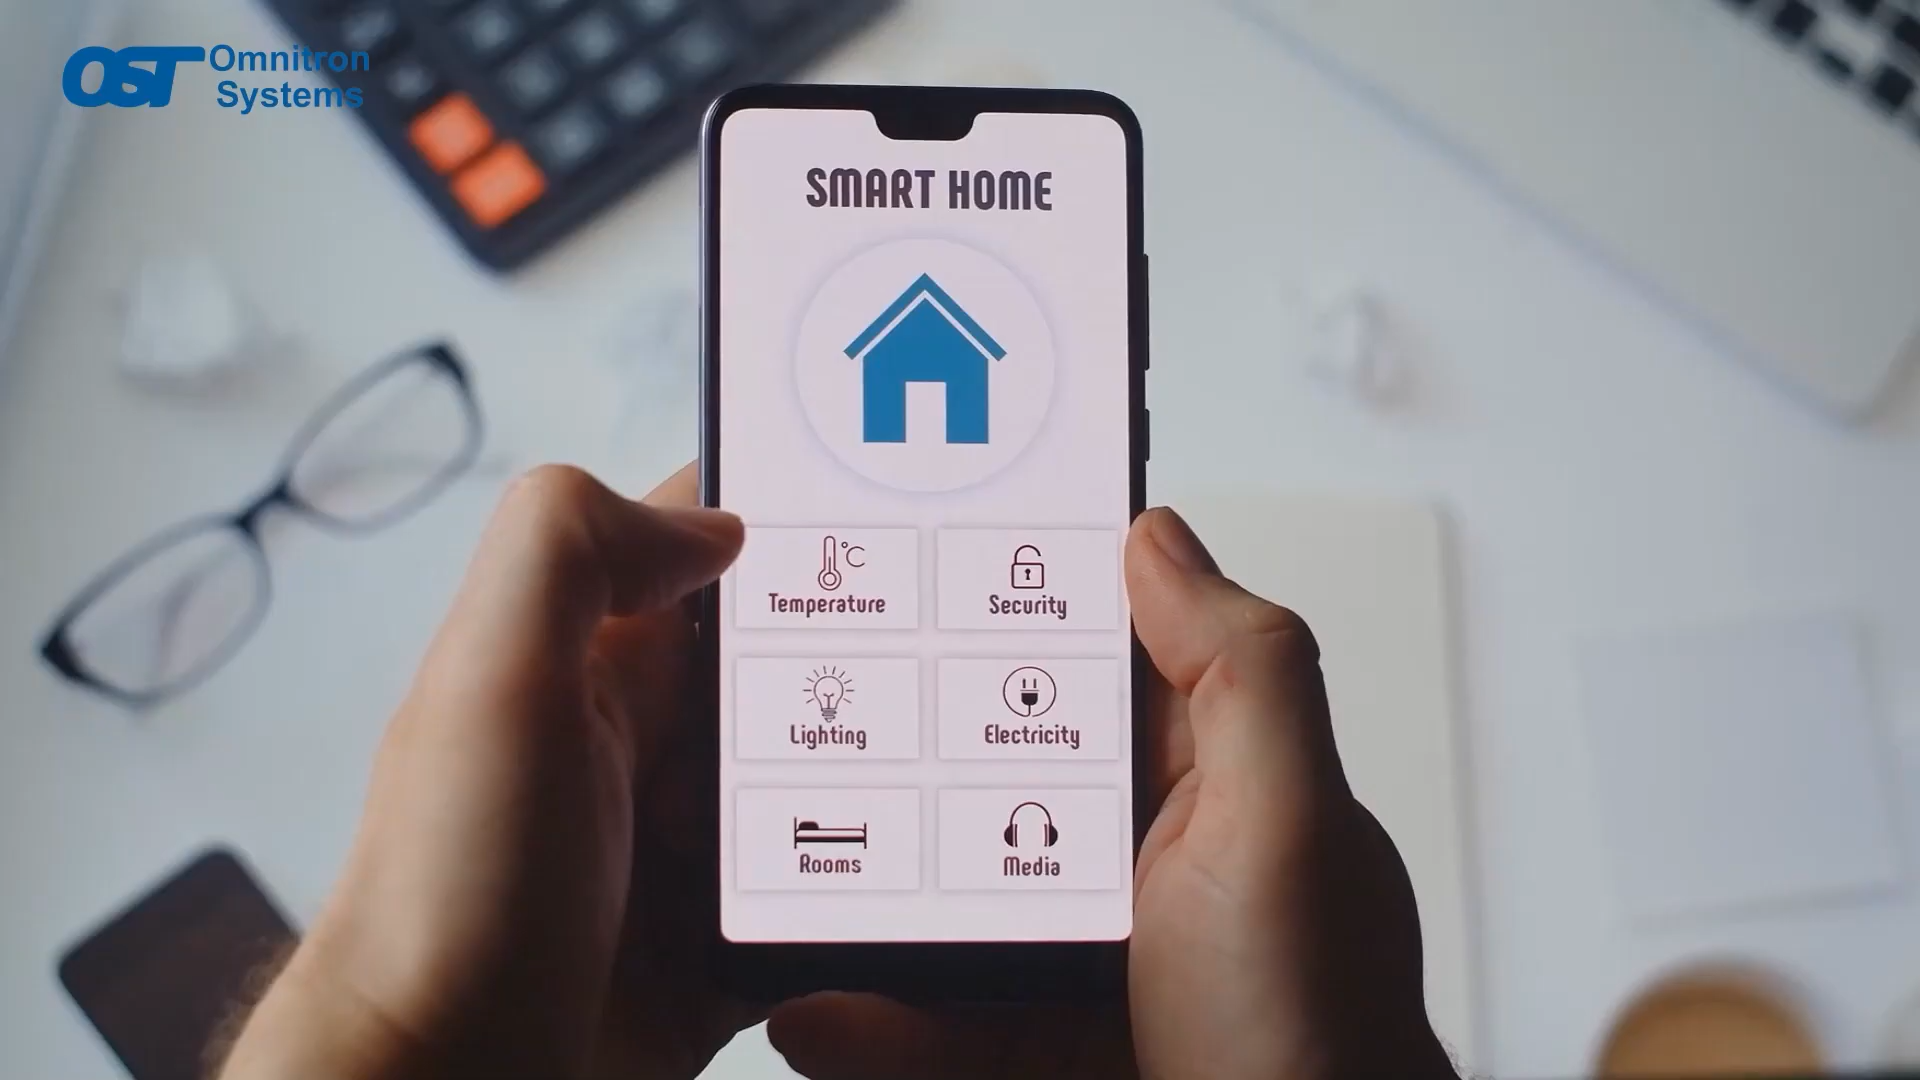 OST Omnitron
Systems
SMART HOME
°C
Temperature
Security
Lighting
Electricity
Rooms
Media